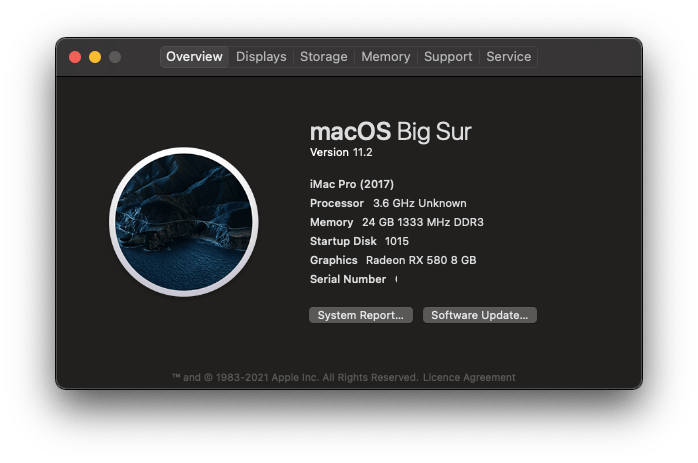 Overview Displays Storage Memory Support Service
macOS Big Sur
Version 11.2
iMac Pro (2017)
Processor 3.6 GHz Unknown
Memory 24 GB 1333 MHz DDR3
Startup Disk 1015
Graphics Radeon RX 580 8 GB
Serial Number
System Report... Software Update...
™ and © 1983-2021 Apple Inc. All Rights Reserved. Licence Agreement